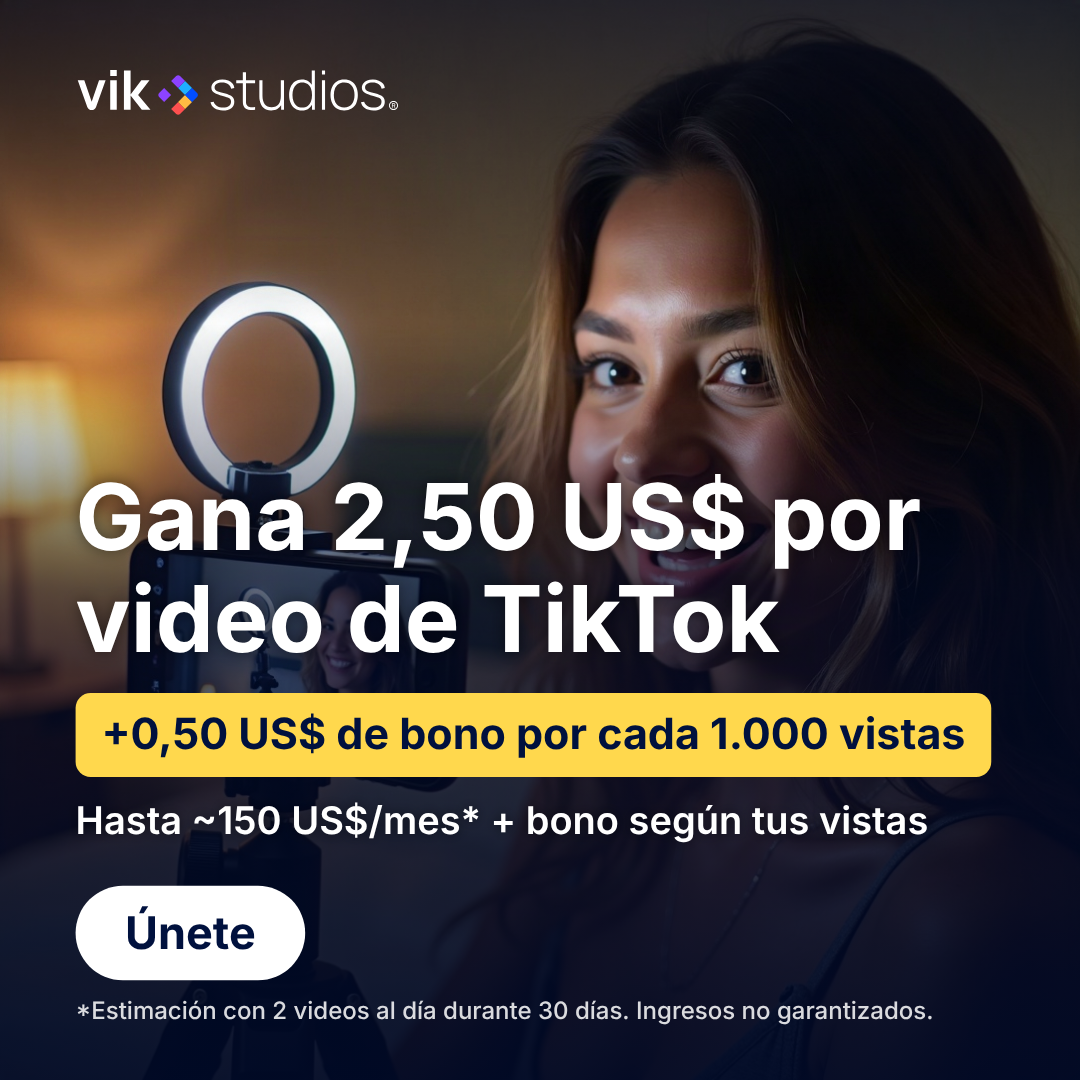 vik studios®
Gana 2,50 US$ por
video de TikTok
+0,50 US$ de bono por cada 1.000 vistas
Hasta ~150 US$/mes* + bono según tus vistas
Únete
*Estimación con 2 videos al día durante 30 días. Ingresos no garantizados.